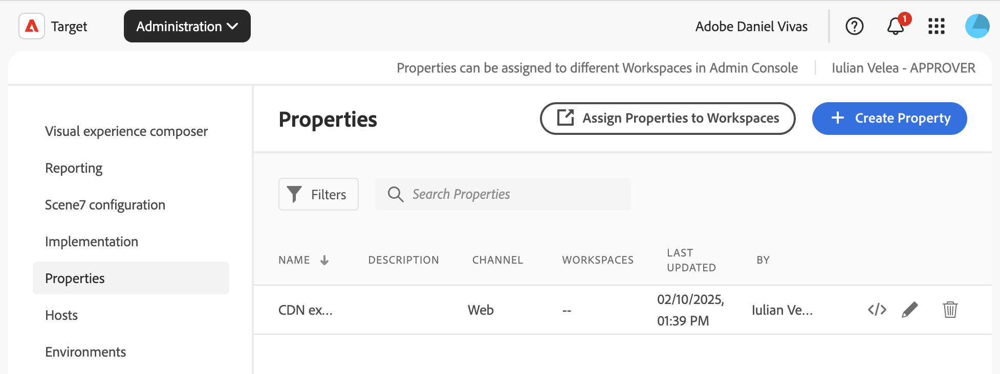 Target
Administration
Adobe Daniel Vivas
1
Properties can be assigned to different Workspaces in Admin Console
Iulian Velea - APPROVER
Visual experience composer
Reporting
Scene7 configuration
Implementation
Properties
Hosts
Environments
Properties
Assign Properties to Workspaces
+ Create Property
Filters
Search Properties
NAME
DESCRIPTION
CHANNEL
WORKSPACES
LAST
UPDATED
BY
CDN ex...
Web
--
02/10/2025,
01:39 PM
Iulian Ve...